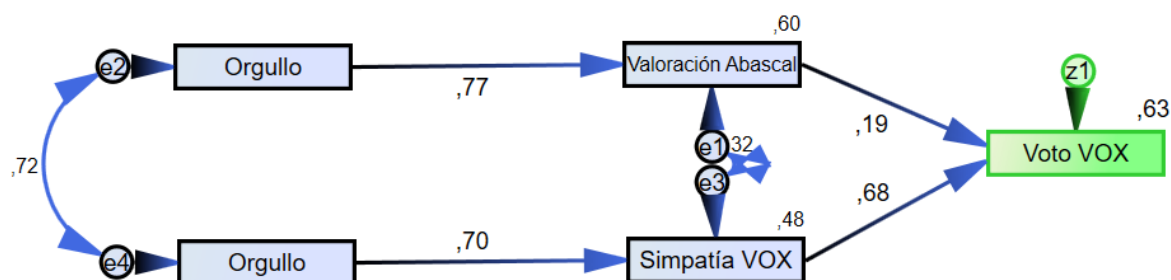 ,60
e2
Orgullo
Valoración Abascal
z1
,77
,63
,19
e1
,32
Voto VOX
,72
e3
,68
,70
,48
e4
Orgullo
Simpatía VOX